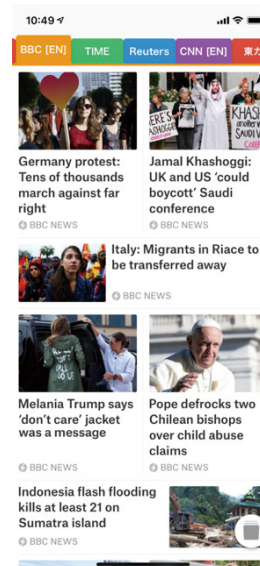 10:49
BBC [EN]
TIME
Reuters
CNN [EN]
Germany protest:
Tens of thousands
march against far
right
BBC NEWS
Jamal Khashoggi:
UK and US ‘could
boycott’ Saudi
conference
BBC NEWS
Italy: Migrants in Riace to
be transferred away
BBC NEWS
Melania Trump says
‘don’t care’ jacket
was a message
BBC NEWS
Pope defrocks two
Chilean bishops
over child abuse
claims
BBC NEWS
Indonesia flash flooding
kills at least 21 on
Sumatra island
BBC NEWS